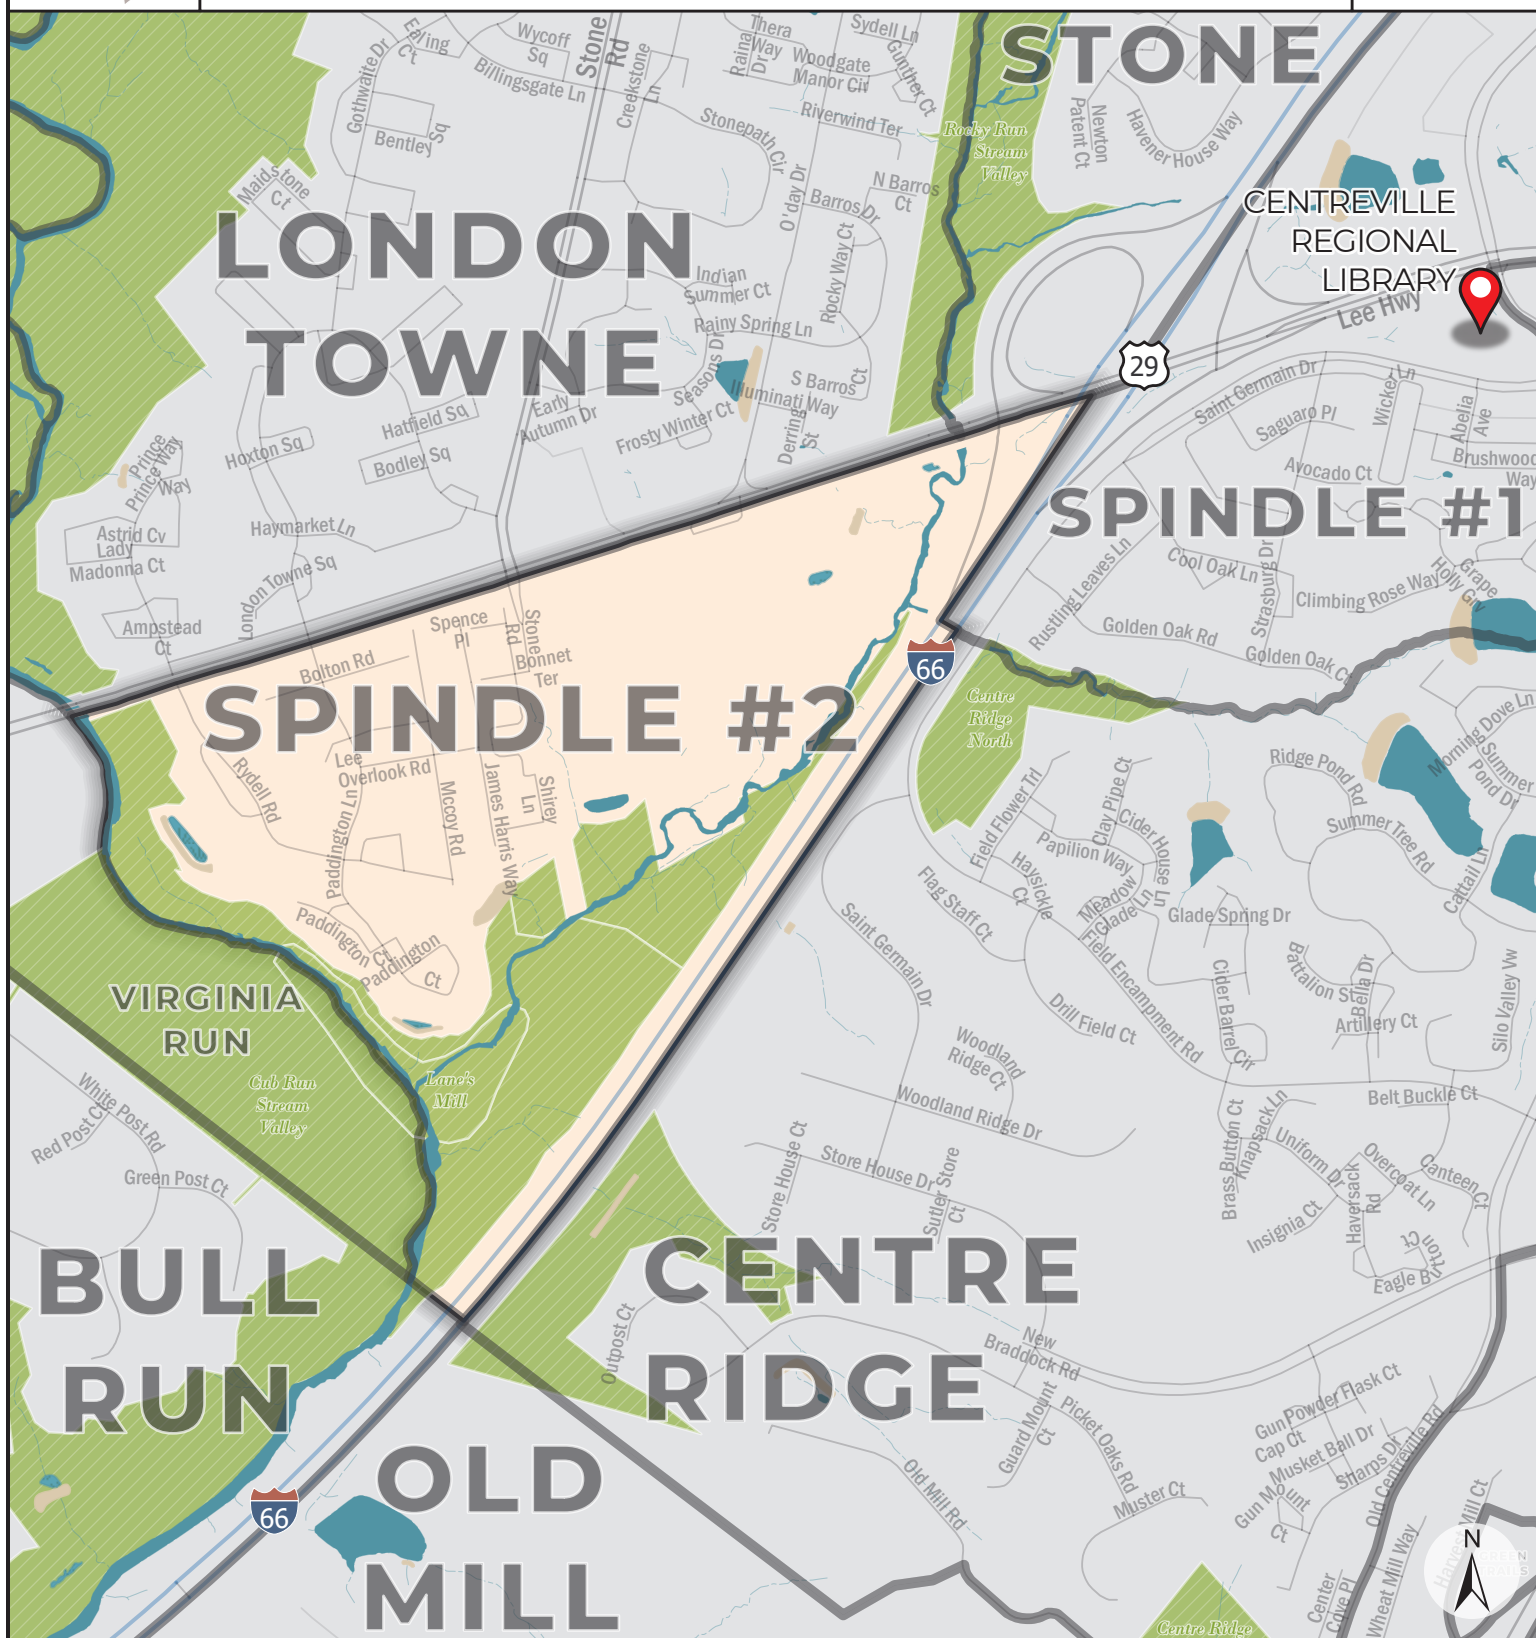 STONE
LONDON
TOWNE
SPINDLE #1
SPINDLE #2
VIRGINIA
RUN
BULL
RUN
CENTRE
RIDGE
OLD
MILL
CENTREVILLE
REGIONAL
LIBRARY
Lee Hwy
29
66
66
N
Ealing
Ct
Gothwaite Dr
Wycoff
Sq
Billingsgate Ln
Stone
Rd
Creekstone
Ln
Bentley Sq
Maidstone
Ct
Thera
Way
Raina
Dr
Woodgate
Manor Cir
Sydell Ln
Gunther Ct
Riverwind Ter
Stonepath Cir
O'day Dr
N Barros
Ct
Barros Dr
Rocky Way Ct
Indian
Summer Ct
Rainy Spring Ln
Seasons Dr
S Barros Ct
Illuminati Way
Early
Autumn Dr
Frosty Winter Ct
Derring
St
Hatfield Sq
Hoxton Sq
Bodley Sq
Prince
Prince Way
Way
Haymarket Ln
Astrid Cv
Lady
Madonna Ct
London Towne Sq
Ampstead
Ct
Rocky Run
Stream
Valley
Newton
Patent Ct
Havener House Way
Saint Germain Dr
Saguaro Pl
Wicker Ln
Abelia
Ave
Brushwood
Way
Avocado Ct
Cool Oak Ln
Strasburg Dr
Rustling Leaves Ln
Climbing Rose Way
Grape
Holly Grv
Golden Oak Rd
Golden Oak Ct
Spence
Pl
Stone
Rd
Bonnet
Ter
Bolton Rd
Lee
Overlook Rd
Rydell Rd
Paddington Ln
Mccoy Rd
James Harris Way
Shirey
Ln
Paddington Ct
Paddington
Ct
Centre
Ridge
North
Cub Run
Stream
Valley
Lane's
Mill
White Post Rd
Red Post Ct
Green Post Ct
Morning Dove Ln
Summer
Pond Dr
Ridge Pond Rd
Summer Tree Rd
Cattail Ln
Field Flower Trl
Clay Pipe Ct
Cider House Ln
Papilion Way
Haysickle
Ct
Meadow
Glade Ln
Flag Staff Ct
Glade Spring Dr
Field Encampment Rd
Saint Germain Dr
Drill Field Ct
Cider Barrel Cir
Battalion St
Bella Dr
Artillery Ct
Silo Valley Vw
Woodland
Ridge Ct
Woodland Ridge Dr
Belt Buckle Ct
Store House Ct
Store House Dr
Sutler Store
Ct
Brass Button Ct
Knapsack Ln
Uniform Dr
Haversack
Rd
Overcoat Ln
Canteen Ct
Insignia Ct
Eagle Button Ct
Outpost Ct
New
Braddock Rd
Guard Mount
Ct
Picket Oaks Rd
Muster Ct
Old Mill Rd
Gun Powder Flask Ct
Cap Ct
Musket Ball Dr
Sharps Dr
Gun Mount
Ct
Old Centreville Rd
Harvest Mill Ct
Wheat Mill Way
Center
Cove Pl
Centre Ridge